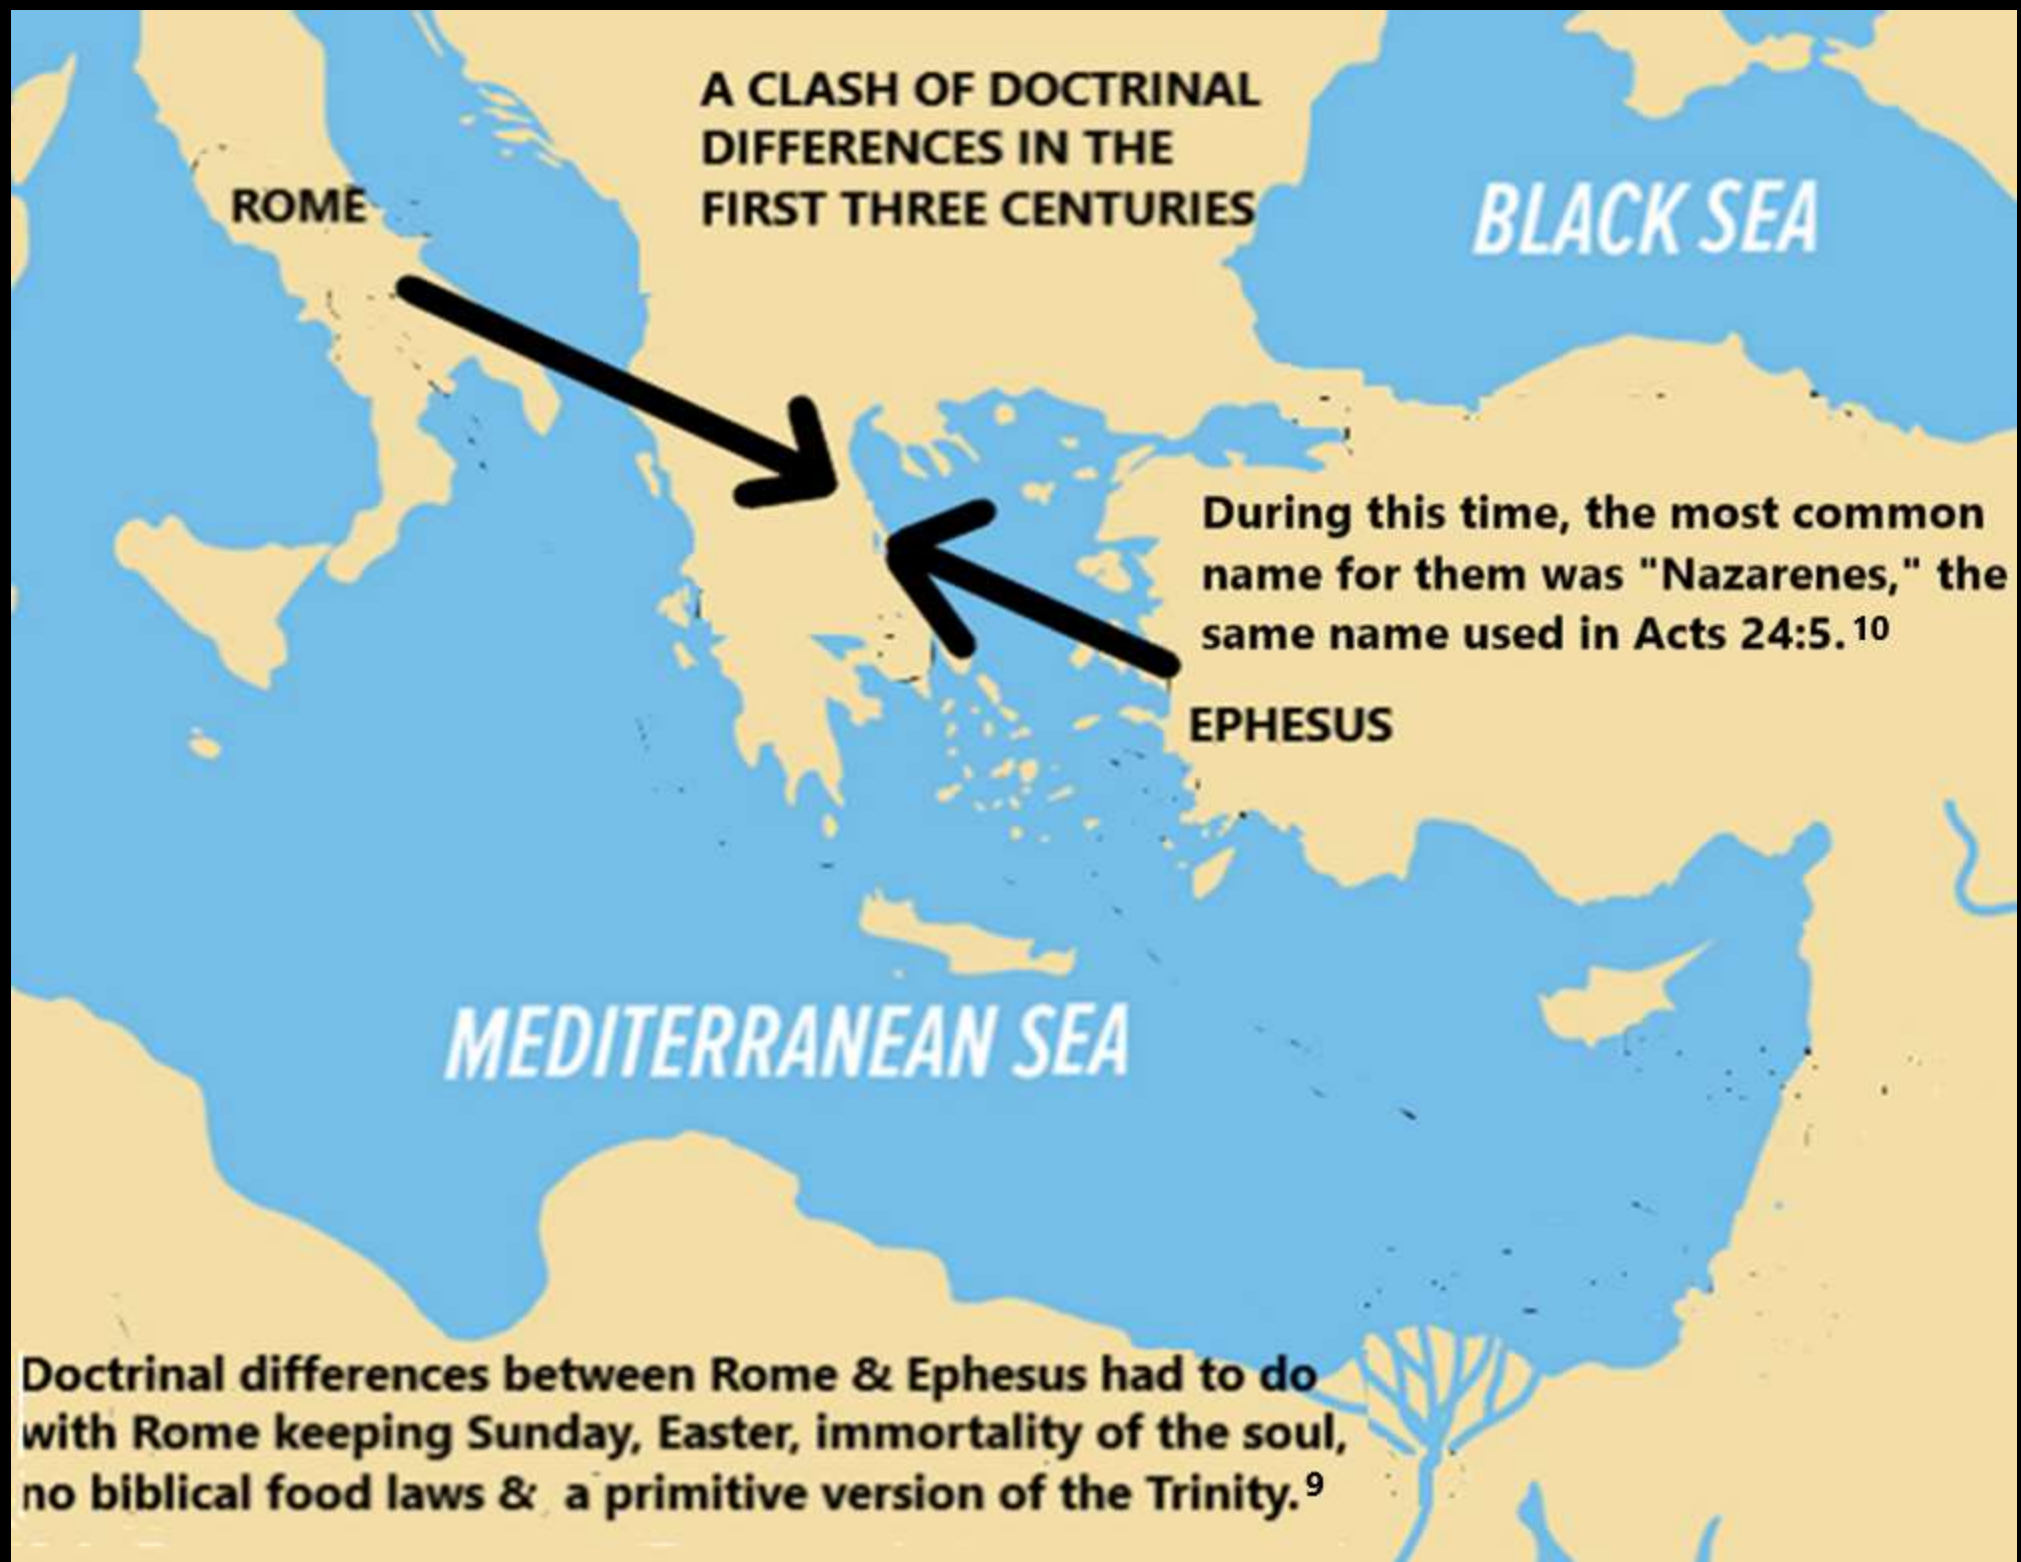 A CLASH OF DOCTRINAL
DIFFERENCES IN THE
FIRST THREE CENTURIES
ROME
BLACK SEA
During this time, the most common
name for them was "Nazarenes," the
same name used in Acts 24:5.10
EPHESUS
MEDITERRANEAN SEA
Doctrinal differences between Rome & Ephesus had to do
with Rome keeping Sunday, Easter, immortality of the soul,
no biblical food laws & a primitive version of the Trinity.9